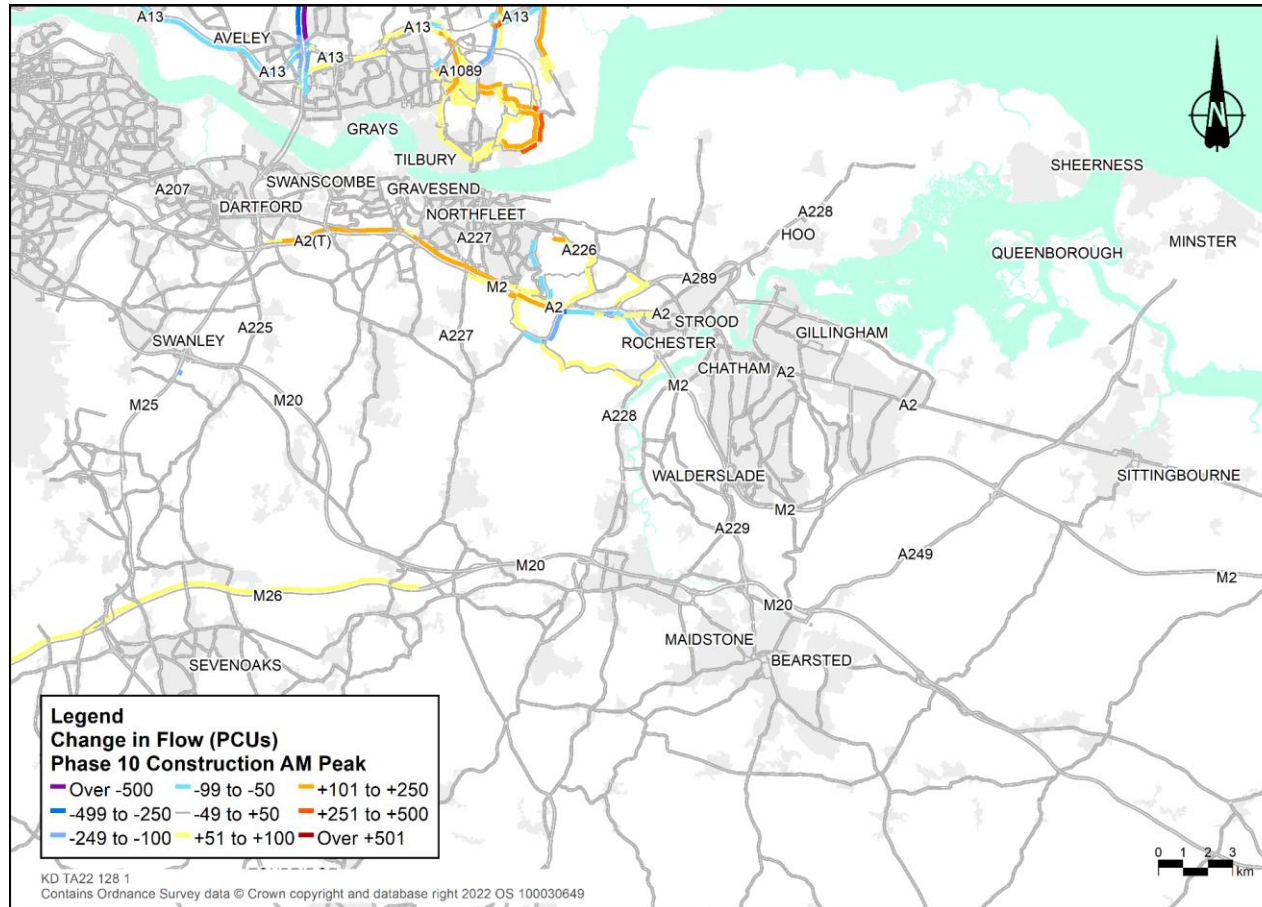 A13
A13
AVELEY
A13
A13
A13
A1089
GRAYS
TILBURY
SHEERNESS
SWANSCOMBE
A207
GRAVESEND
DARTFORD
NORTHFLEET
A228
HOO
MINSTER
A2(T)
A227
A226
QUEENBOROUGH
A289
M2
A2
A2
STROOD
A225
A227
GILLINGHAM
SWANLEY
ROCHESTER
CHATHAM
A2
M2
M25
M20
A2
A228
WALDERSLADE
SITTINGBOURNE
M2
A229
A249
M20
M2
M26
M20
MAIDSTONE
BEARSTED
SEVENOAKS
N
Legend
Change in Flow (PCUs)
Phase 10 Construction AM Peak
Over -500 -99 to -50 +101 to +250
-499 to -250 -49 to +50 +251 to +500
-249 to -100 +51 to +100 Over +501
0 1 2 3
km
KD TA22 128 1
Contains Ordnance Survey data © Crown copyright and database right 2022 OS 100030649